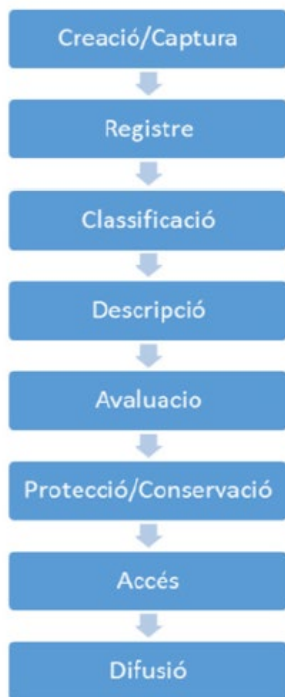 Creació/Captura
Registre
Classificació
Descripció
Avaluacio
Protecció/Conservació
Accés
Difusió